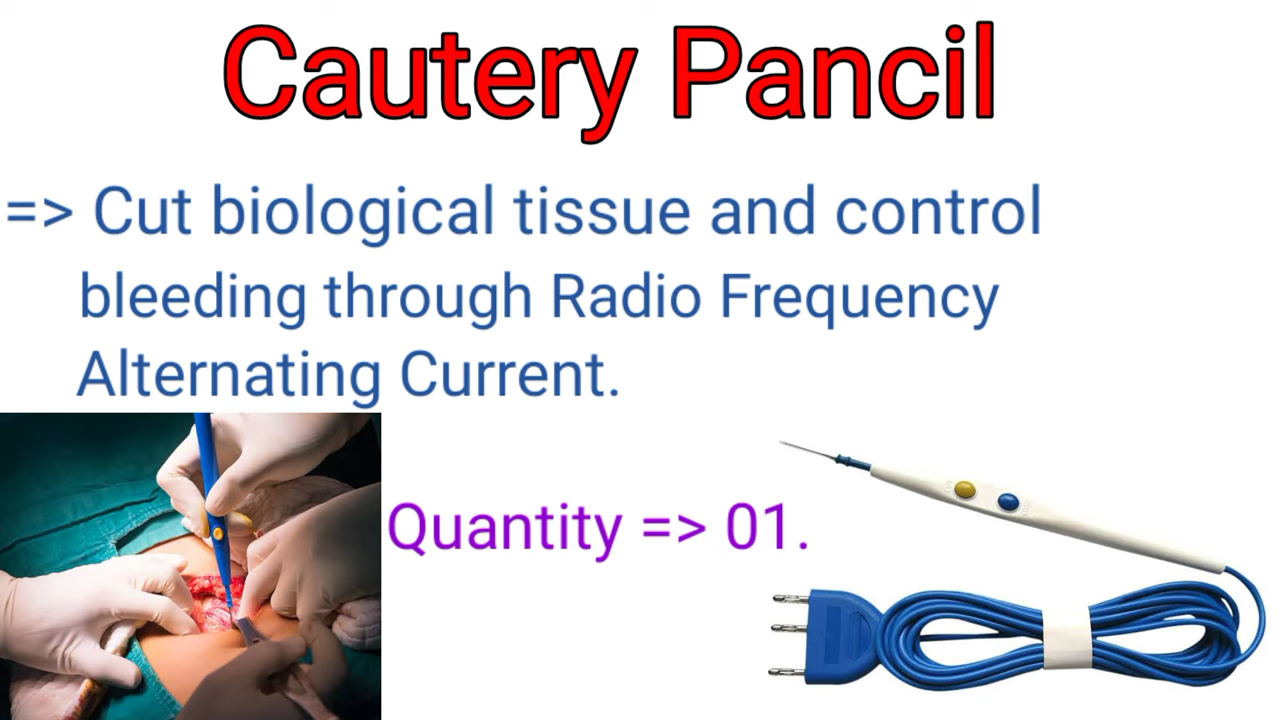 Cautery Pancil
=> Cut biological tissue and control
bleeding through Radio Frequency
Alternating Current.
Quantity => 01.